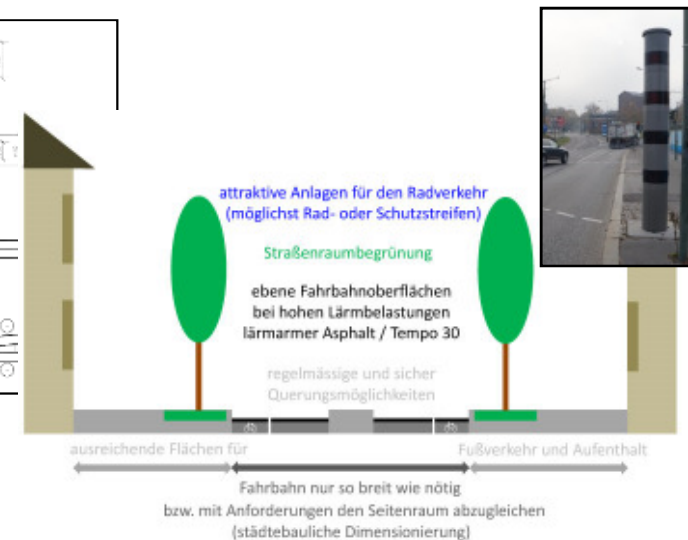 attraktive Anlagen für den Radverkehr
(möglichst Rad- oder Schutzstreifen)
Straßenraumbegrünung
ebene Fahrbahnoberflächen
bei hohen Lärmbelastungen
lärmarmer Asphalt / Tempo 30
regelmässige und sicher
Querungsmöglichkeiten
ausreichende Flächen für Fußverkehr und Aufenthalt
Fahrbahn nur so breit wie nötig
bzw. mit Anforderungen den Seitenraum abzugleichen
(städtebauliche Dimensionierung)